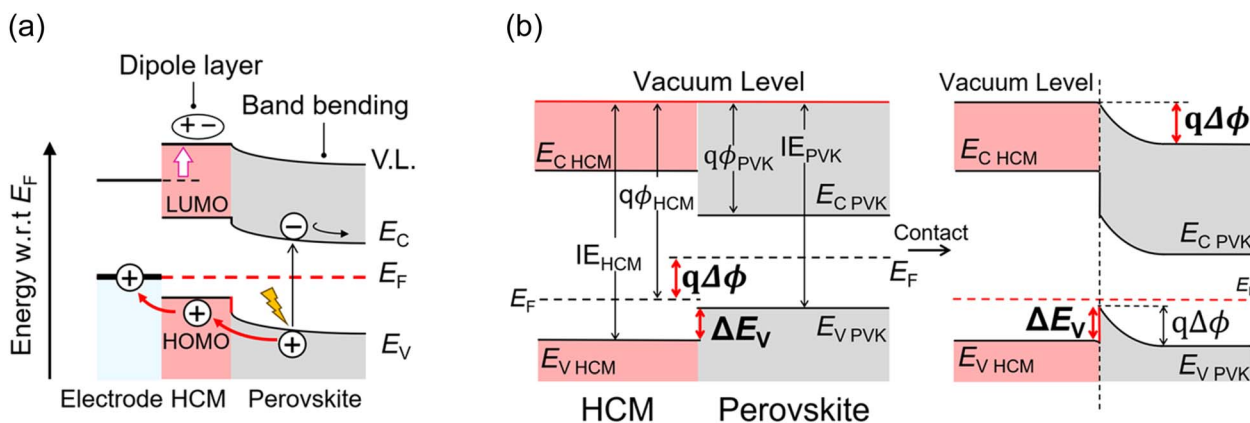 (a)
Dipole layer
+ −
Band bending
V.L.
LUMO
−
E_C
Energy w.r.t E_F
+
E_F
+
HOMO
+
E_V
Electrode HCM Perovskite
(b)
Vacuum Level
E_C HCM
qϕ_PVK
IE_PVK
qϕ_HCM
E_C PVK
IE_HCM
qΔϕ
E_F
E_F
ΔE_V
E_V PVK
E_V HCM
HCM Perovskite
Contact
Vacuum Level
qΔϕ
E_C HCM
E_C PVK
ΔE_V
qΔϕ
E_V HCM
E_V PVK